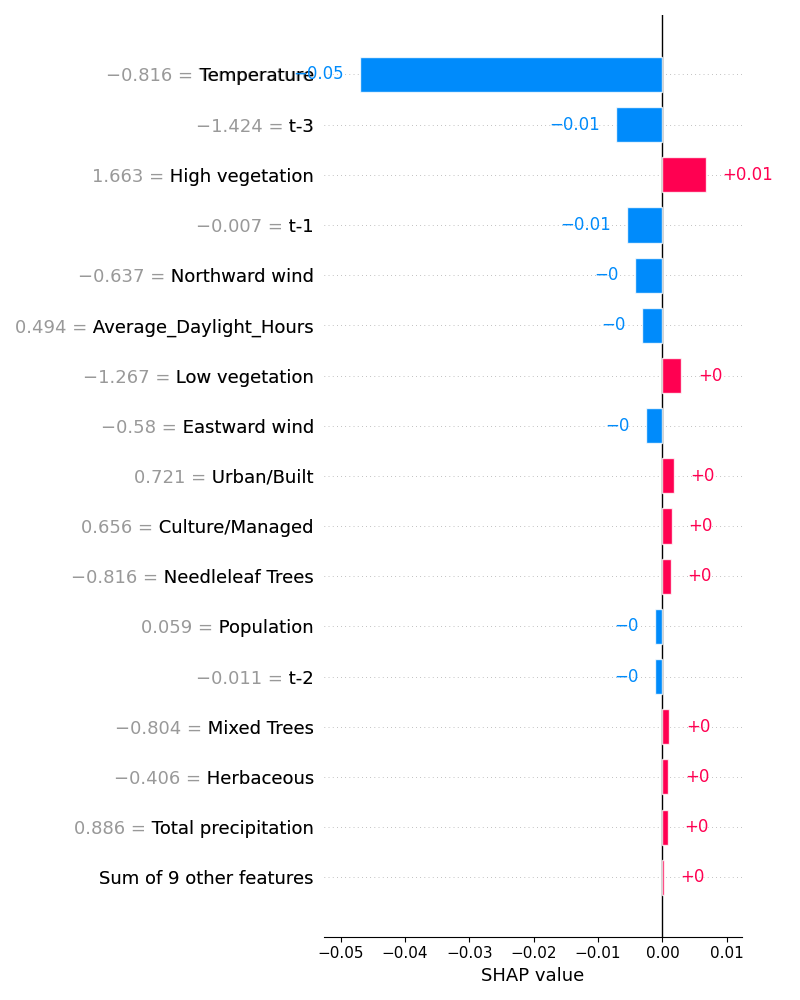 −0.816 = Temperature −0.05
−1.424 = t-3 −0.01
1.663 = High vegetation +0.01
−0.007 = t-1 −0.01
−0.637 = Northward wind −0
0.494 = Average_Daylight_Hours −0
−1.267 = Low vegetation +0
−0.58 = Eastward wind −0
0.721 = Urban/Built +0
0.656 = Culture/Managed +0
−0.816 = Needleleaf Trees +0
0.059 = Population −0
−0.011 = t-2 −0
−0.804 = Mixed Trees +0
−0.406 = Herbaceous +0
0.886 = Total precipitation +0
Sum of 9 other features +0
−0.05 −0.04 −0.03 −0.02 −0.01 0.00 0.01
SHAP value